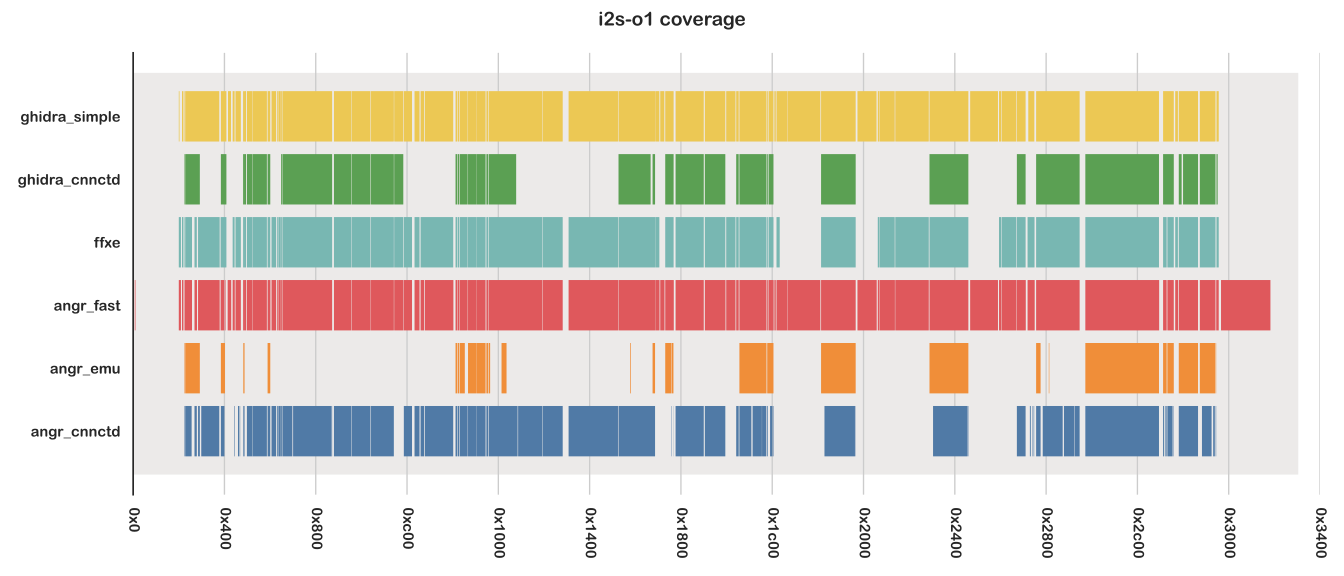 i2s-o1 coverage
ghidra_simple
ghidra_cnnctd
ffxe
angr_fast
angr_emu
angr_cnnctd
0x0
0x400
0x800
0xc00
0x1000
0x1400
0x1800
0x1c00
0x2000
0x2400
0x2800
0x2c00
0x3000
0x3400